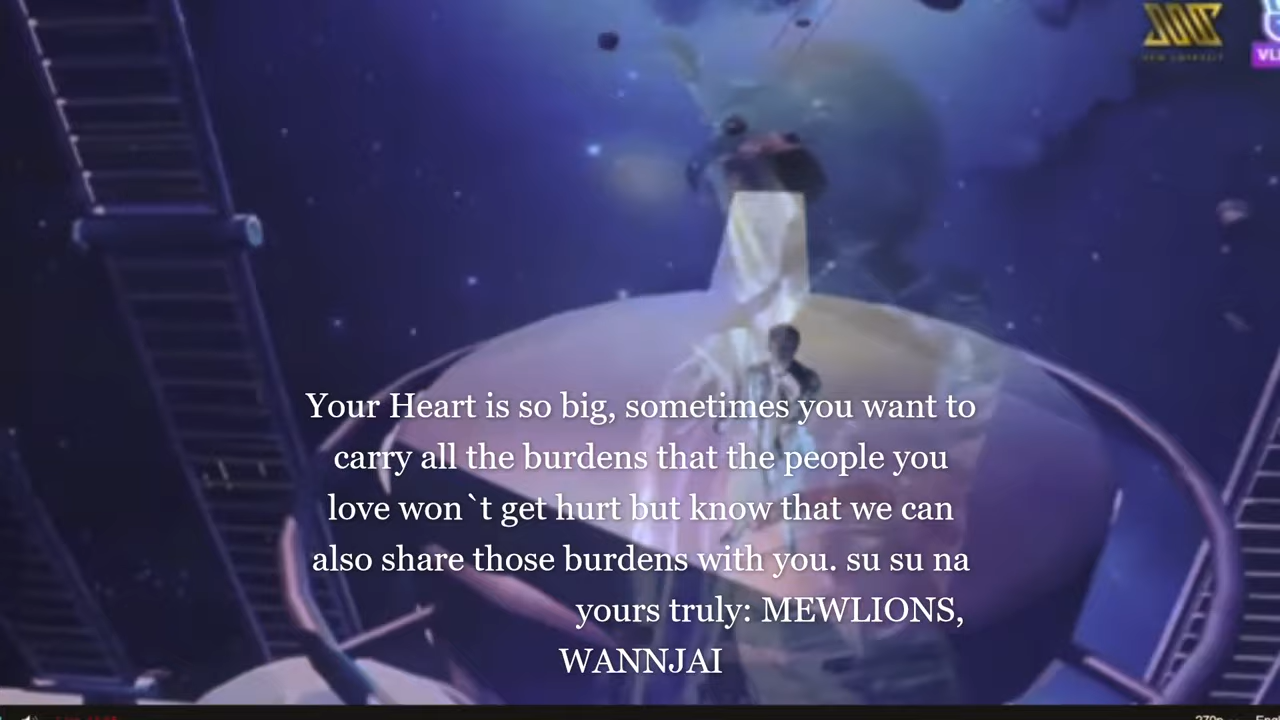 VLI
Your Heart is so big, sometimes you want to
carry all the burdens that the people you
love won`t get hurt but know that we can
also share those burdens with you. su su na
yours truly: MEWLIONS,
WANNJAI